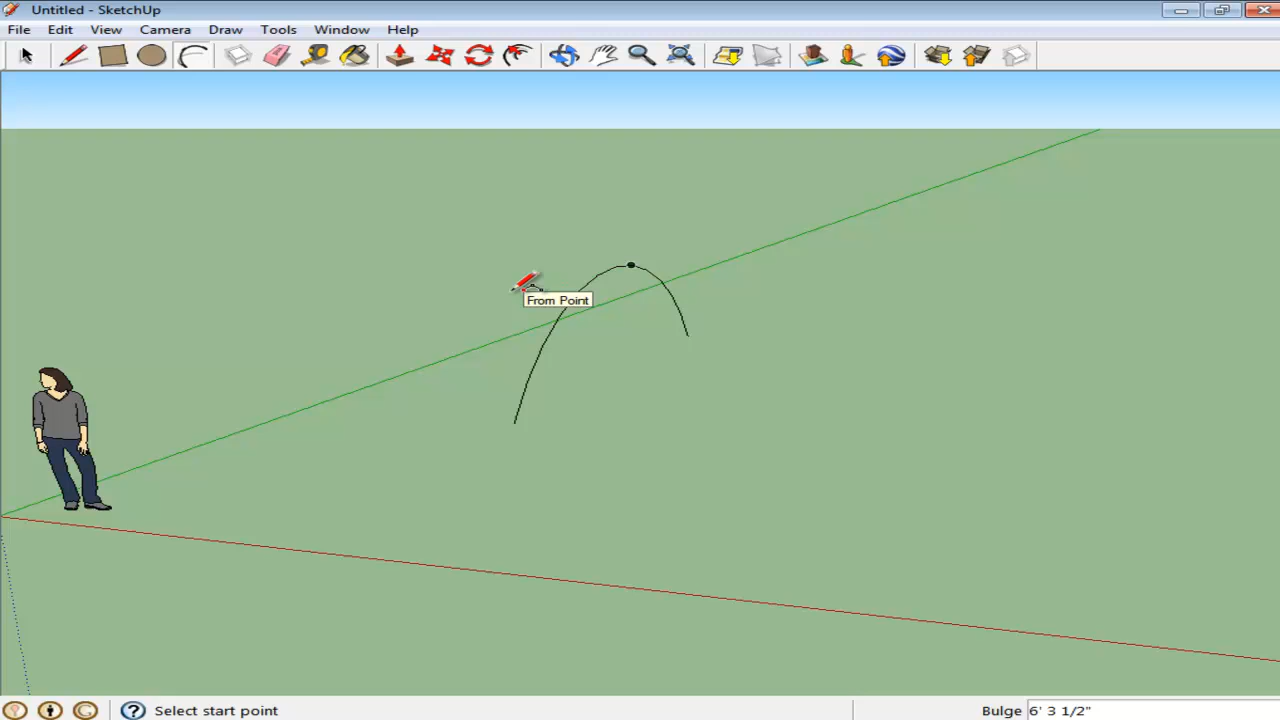 Untitled - SketchUp
File Edit View Camera Draw Tools Window Help
From Point
Select start point
Bulge 6' 3 1/2"